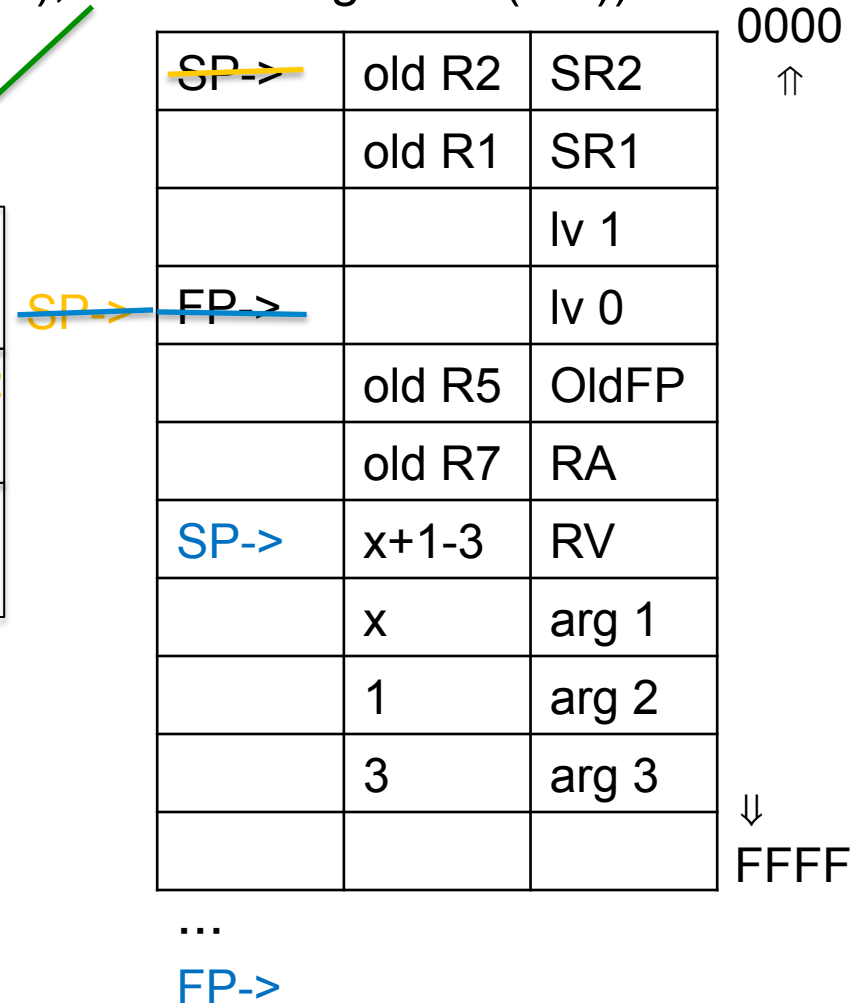 0000
SP-> old R2 SR2 ⇑
old R1 SR1
lv 1
SP-> FP-> lv 0
old R5 OldFP
old R7 RA
SP-> x+1-3 RV
x arg 1
1 arg 2
3 arg 3
⇓
FFFF
...
FP->